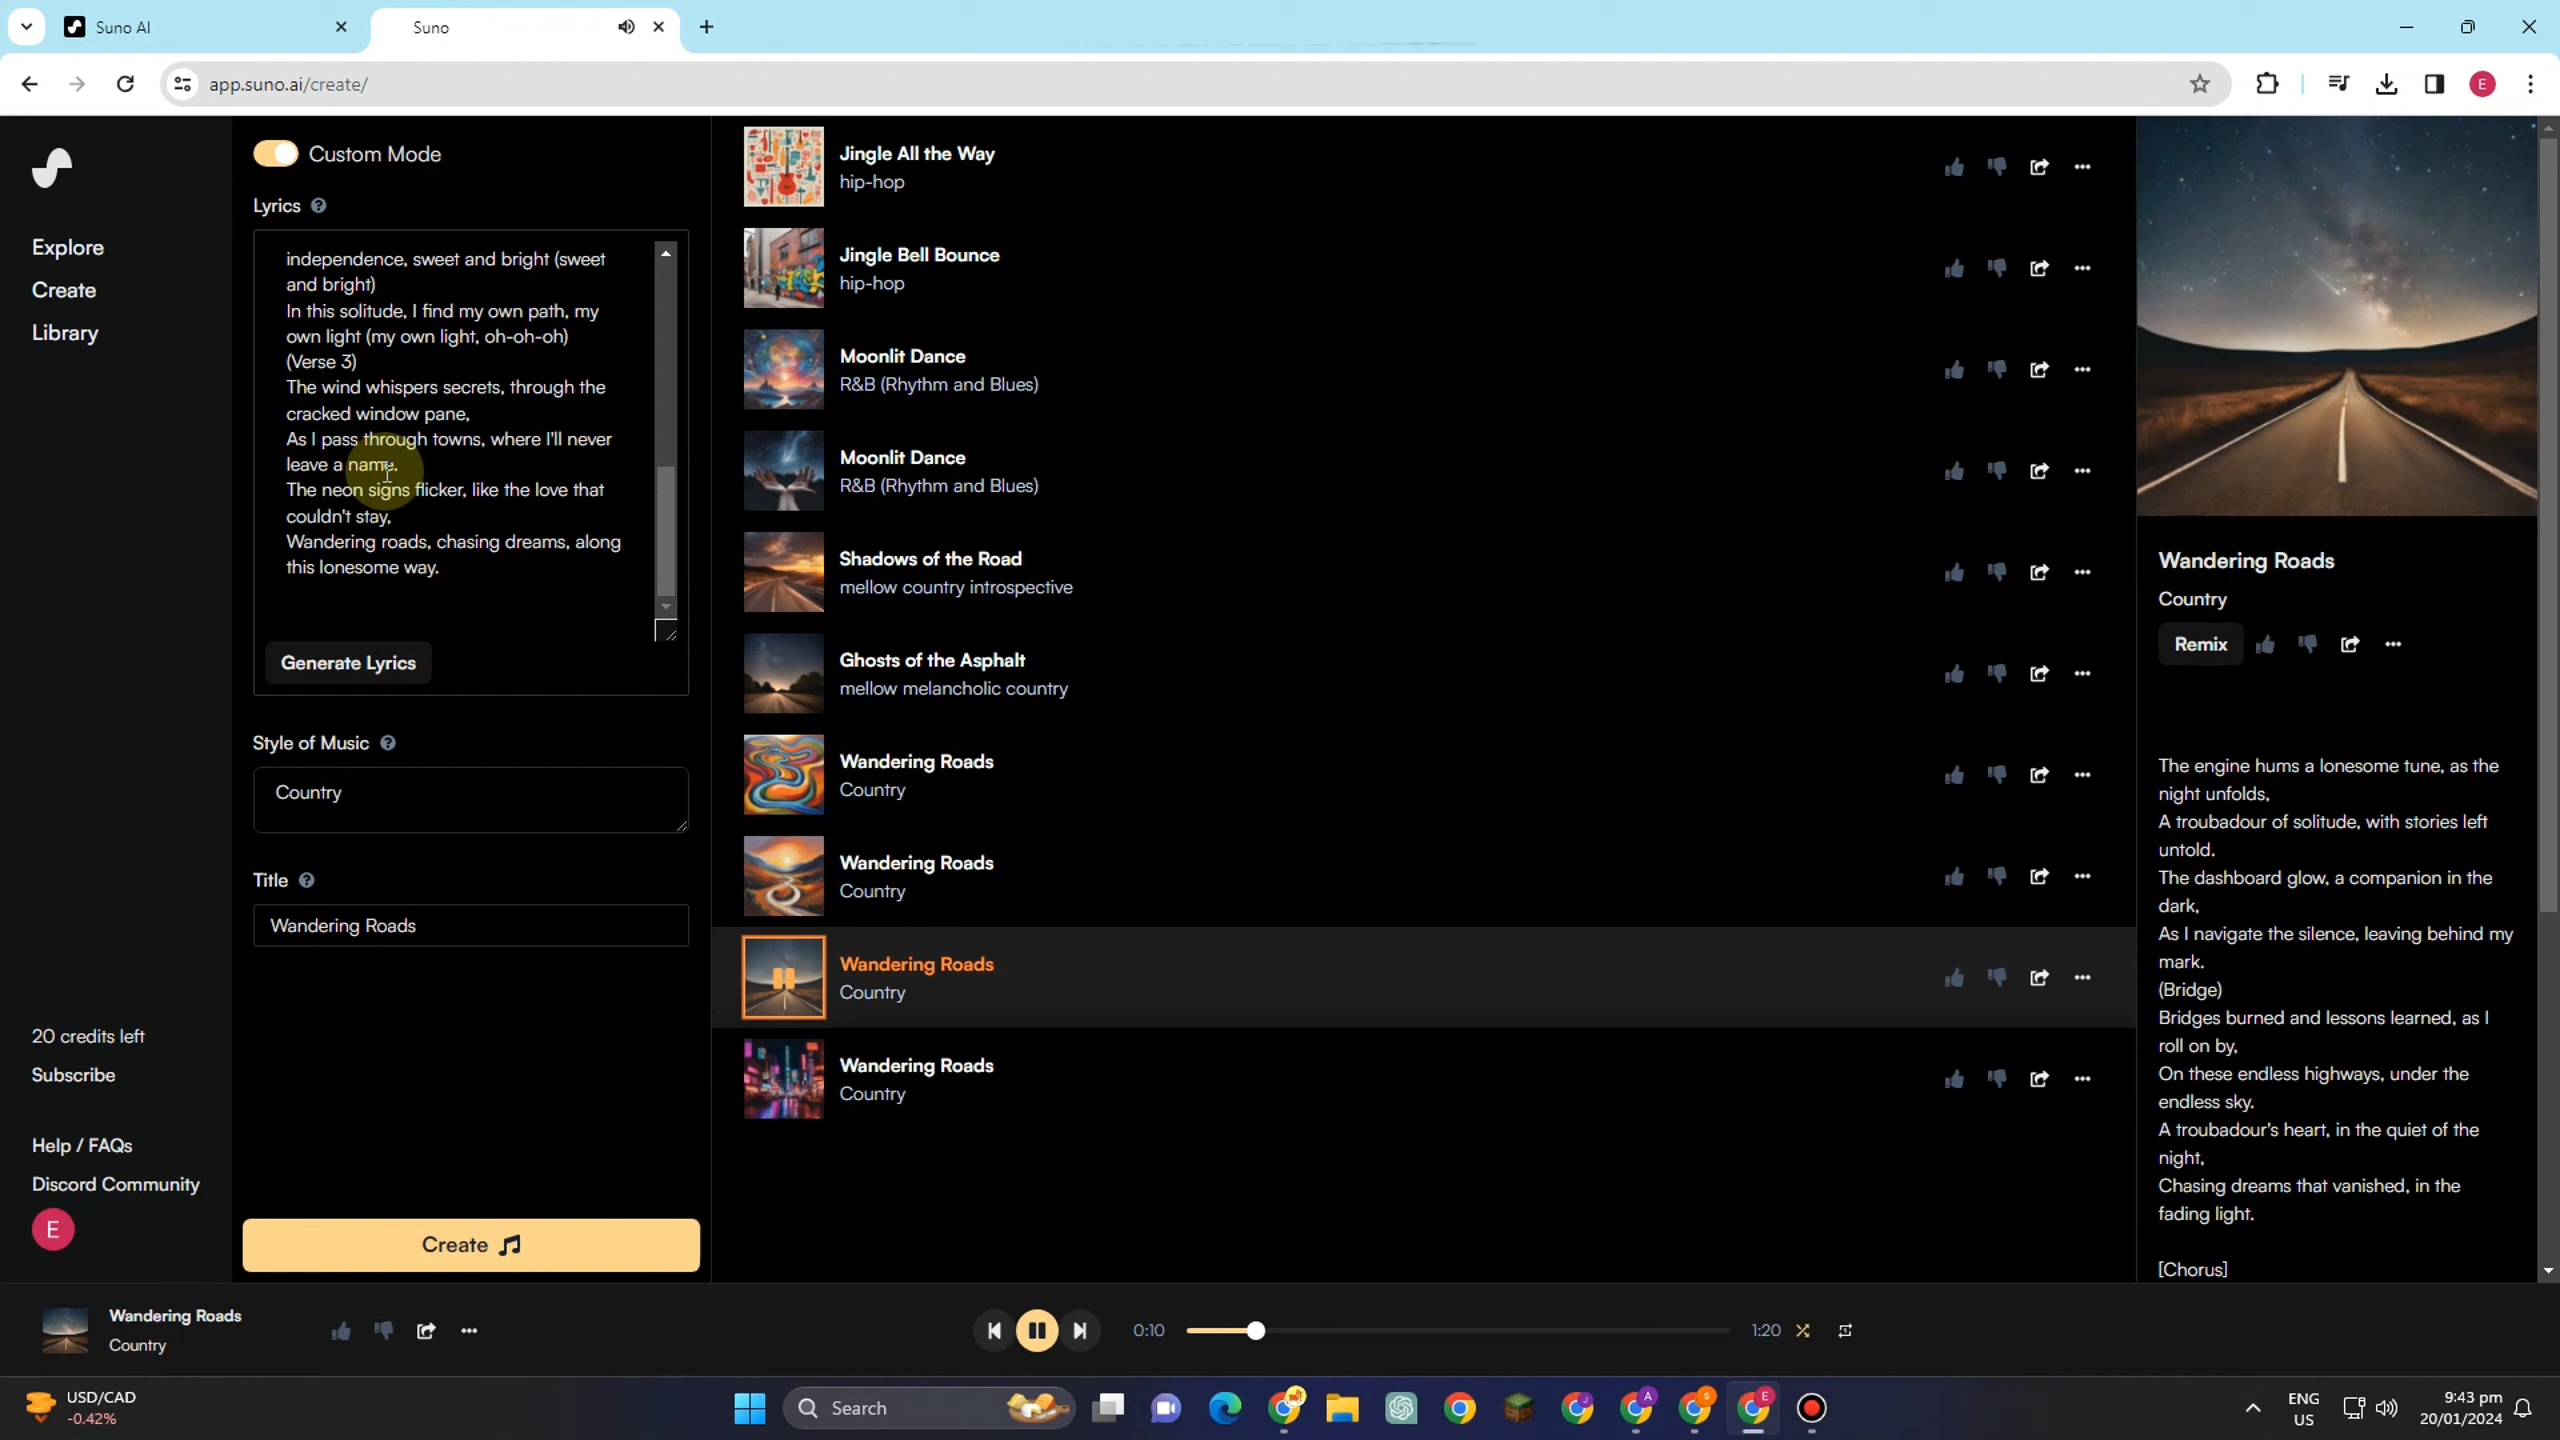 Suno AI
Suno
app.suno.ai/create/
E
Explore
Create
Library
20 credits left
Subscribe
Help / FAQs
Discord Community
E
Custom Mode
Lyrics
independence, sweet and bright (sweet
and bright)
In this solitude, I find my own path, my
own light (my own light, oh-oh-oh)
(Verse 3)
The wind whispers secrets, through the
cracked window pane,
As I pass through towns, where I'll never
leave a name.
The neon signs flicker, like the love that
couldn't stay,
Wandering roads, chasing dreams, along
this lonesome way.
Generate Lyrics
Style of Music
Country
Title
Wandering Roads
Create
Jingle All the Way
hip-hop
Jingle Bell Bounce
hip-hop
Moonlit Dance
R&B (Rhythm and Blues)
Moonlit Dance
R&B (Rhythm and Blues)
Shadows of the Road
mellow country introspective
Ghosts of the Asphalt
mellow melancholic country
Wandering Roads
Country
Wandering Roads
Country
Wandering Roads
Country
Wandering Roads
Country
Wandering Roads
Country
Remix
The engine hums a lonesome tune, as the
night unfolds,
A troubadour of solitude, with stories left
untold.
The dashboard glow, a companion in the
dark,
As I navigate the silence, leaving behind my
mark.
(Bridge)
Bridges burned and lessons learned, as I
roll on by,
On these endless highways, under the
endless sky.
A troubadour's heart, in the quiet of the
night,
Chasing dreams that vanished, in the
fading light.
[Chorus]
Wandering Roads
Country
0:10
1:20
USD/CAD
-0.42%
Search
J
A
S
E
ENG
US
9:43 pm
20/01/2024